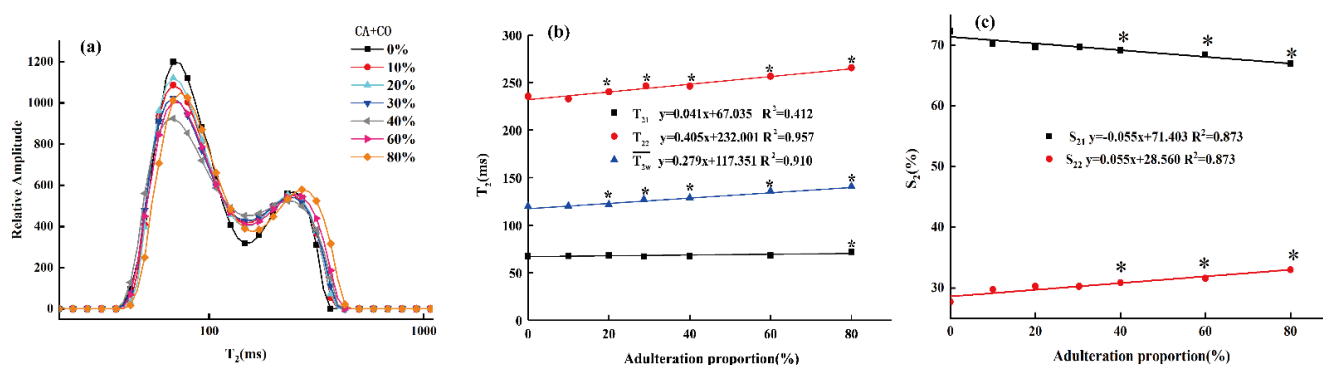 (a)
CA+CO
0%
10%
20%
30%
40%
60%
80%
1200
1000
800
600
400
200
0
Relative Amplitude
100
1000
T₂(ms)
(b)
300
250
200
150
100
50
0
T₂(ms)
* * * * *
T₂₁ y=0.041x+67.035 R²=0.412
T₂₂ y=0.405x+232.001 R²=0.957
T̅₂w̅ y=0.279x+117.351 R²=0.910
* * * * *
*
0
20
40
60
80
Adulteration proportion(%)
(c)
70
60
50
40
30
S₂(%)
* * *
S₂₁ y=-0.055x+71.403 R²=0.873
S₂₂ y=0.055x+28.560 R²=0.873
* * *
0
20
40
60
80
Adulteration proportion(%)